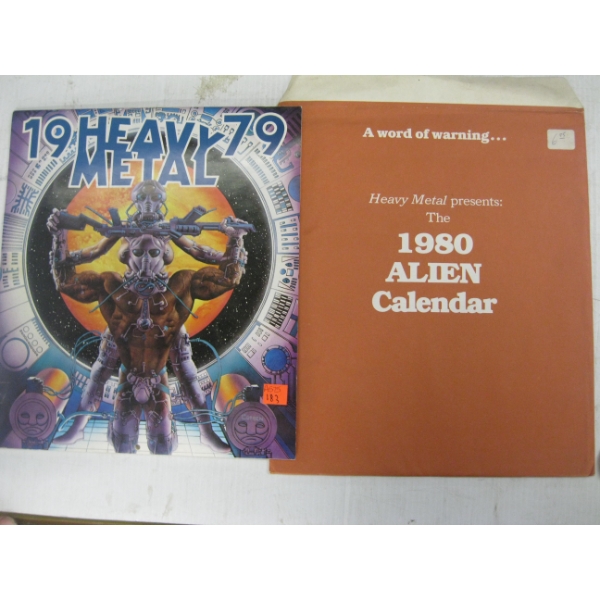 19 HEAVY 79
METAL
A word of warning...
Heavy Metal presents:
The
1980
ALIEN
Calendar